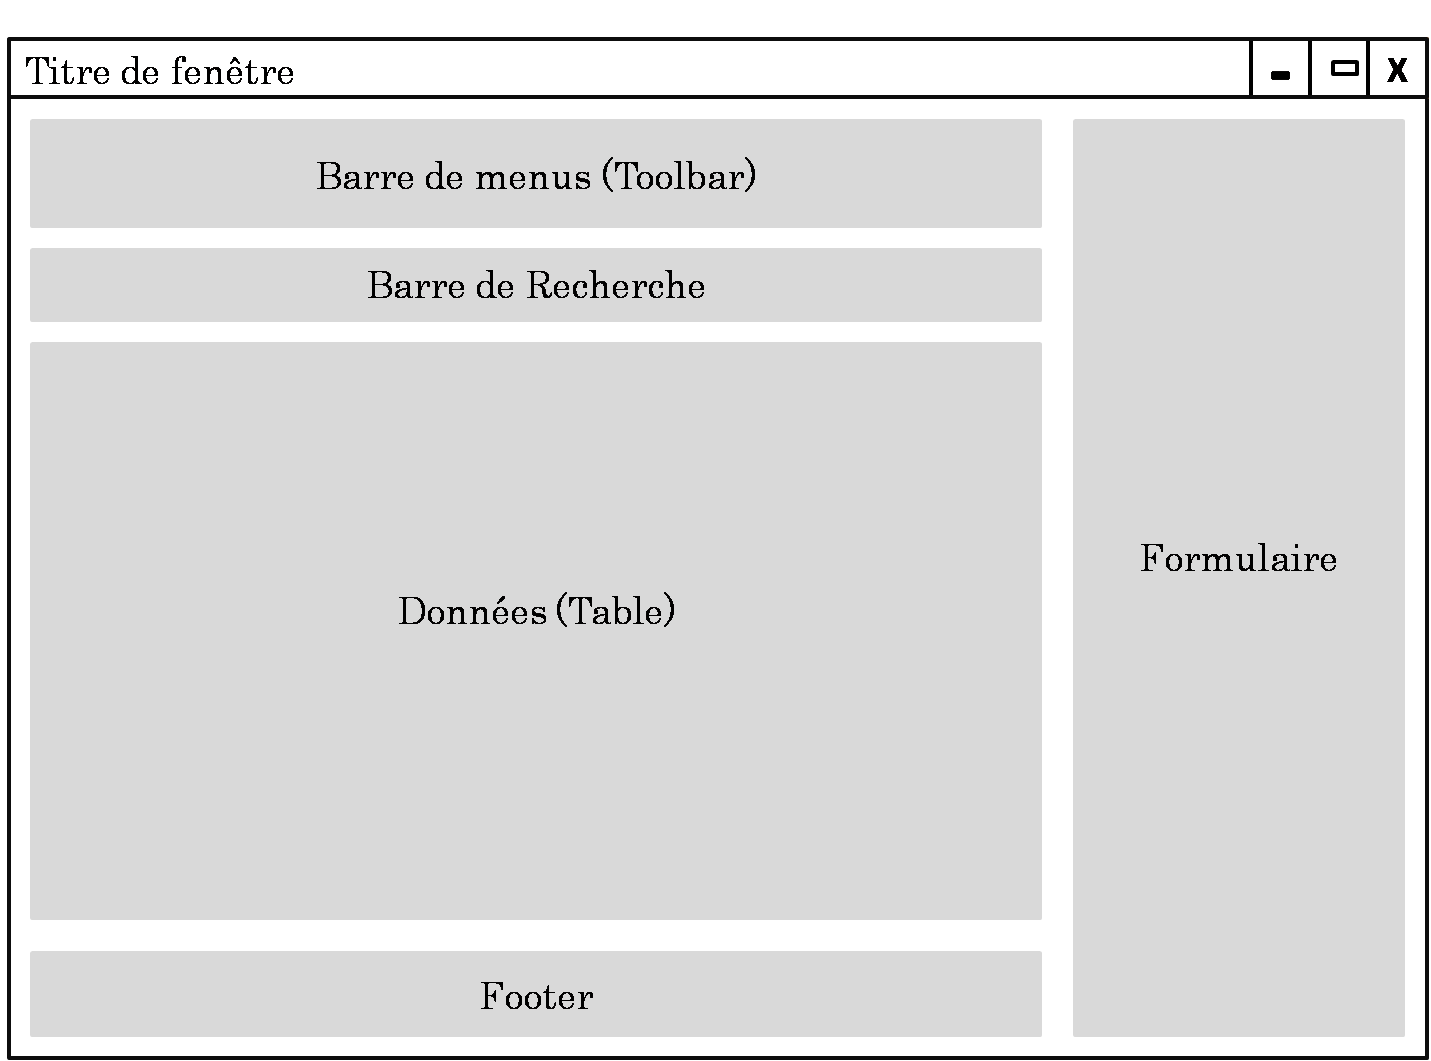 Titre de fenêtre
X
Barre de menus (Toolbar)
Barre de Recherche
Données (Table)
Formulaire
Footer